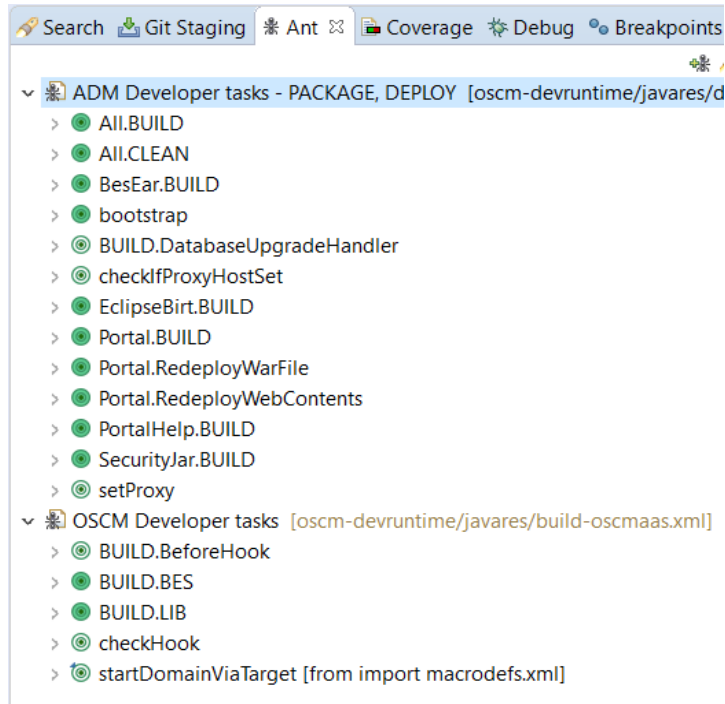 Search Git Staging Ant Coverage Debug Breakpoints
ADM Developer tasks - PACKAGE, DEPLOY [oscm-devruntime/javares/d
All.BUILD
All.CLEAN
BesEar.BUILD
bootstrap
BUILD.DatabaseUpgradeHandler
checkIfProxyHostSet
EclipseBirt.BUILD
Portal.BUILD
Portal.RedeployWarFile
Portal.RedeployWebContents
PortalHelp.BUILD
SecurityJar.BUILD
setProxy
OSCM Developer tasks [oscm-devruntime/javares/build-oscmaas.xml]
BUILD.BeforeHook
BUILD.BES
BUILD.LIB
checkHook
startDomainViaTarget [from import macrodefs.xml]